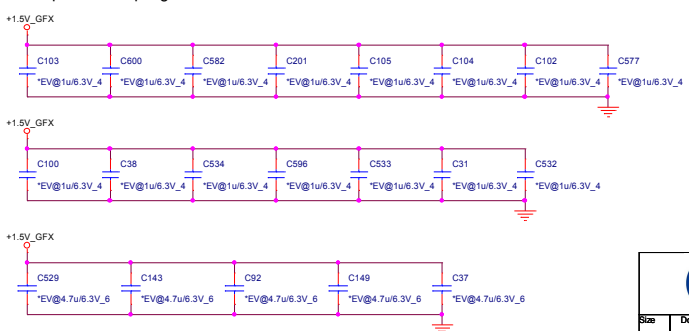 +1.5V_GFX
C103 C600 C582 C201 C105 C104 C102 C577
*EV@1u/6.3V_4 *EV@1u/6.3V_4 *EV@1u/6.3V_4 *EV@1u/6.3V_4 *EV@1u/6.3V_4 *EV@1u/6.3V_4 *EV@1u/6.3V_4 *EV@1u/6.3V_4
+1.5V_GFX
C100 C38 C534 C596 C533 C31 C532
*EV@1u/6.3V_4 *EV@1u/6.3V_4 *EV@1u/6.3V_4 *EV@1u/6.3V_4 *EV@1u/6.3V_4 *EV@1u/6.3V_4 *EV@1u/6.3V_4
+1.5V_GFX
C529 C143 C92 C149 C37
*EV@4.7u/6.3V_6 *EV@4.7u/6.3V_6 *EV@4.7u/6.3V_6 *EV@4.7u/6.3V_6 *EV@4.7u/6.3V_6
Size